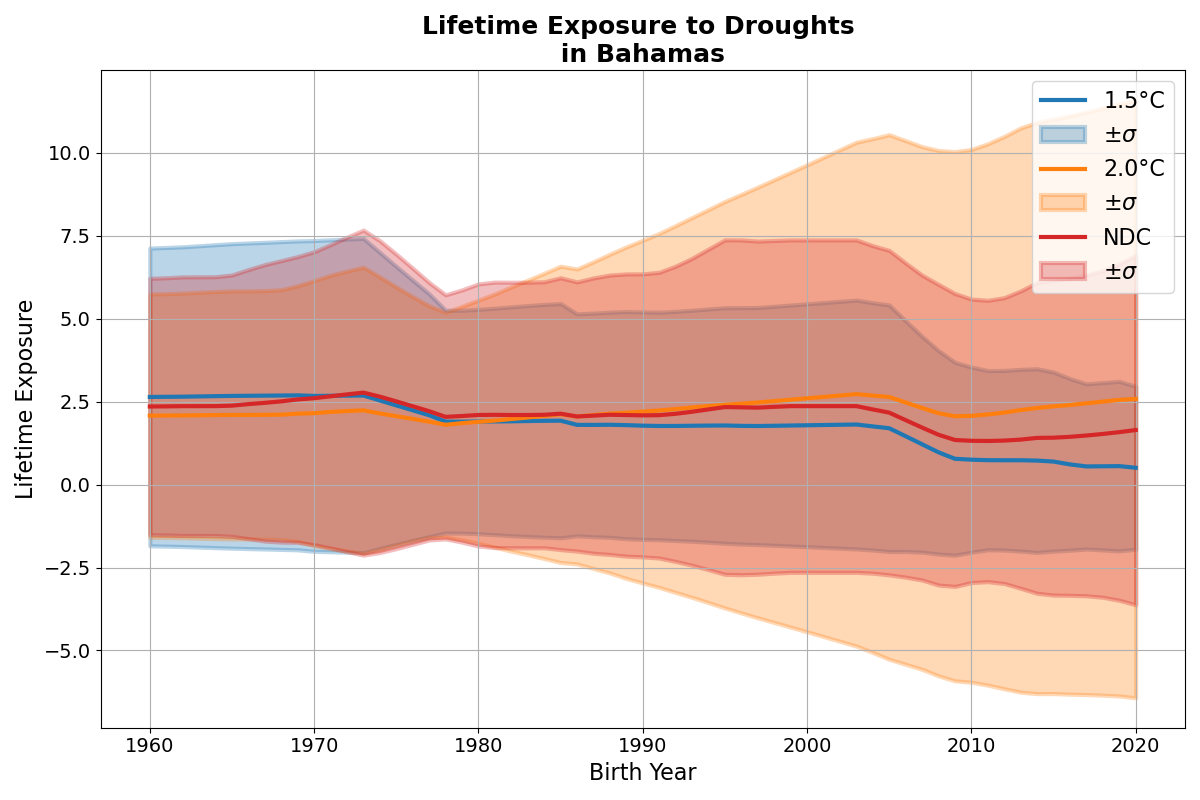 Lifetime Exposure to Droughts
in Bahamas
1.5°C
±σ
2.0°C
±σ
NDC
±σ
Lifetime Exposure
10.0
7.5
5.0
2.5
0.0
−2.5
−5.0
1960
1970
1980
1990
2000
2010
2020
Birth Year